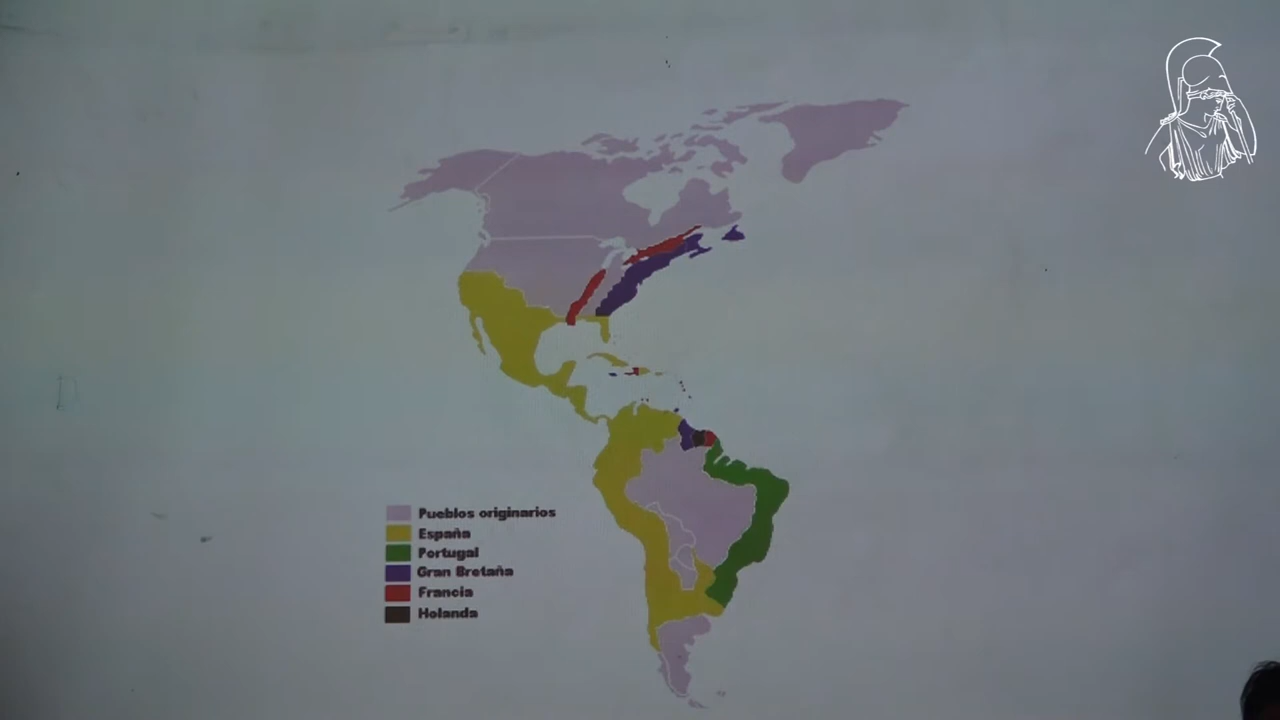 Pueblos originarios
España
Portugal
Gran Bretaña
Francia
Holanda